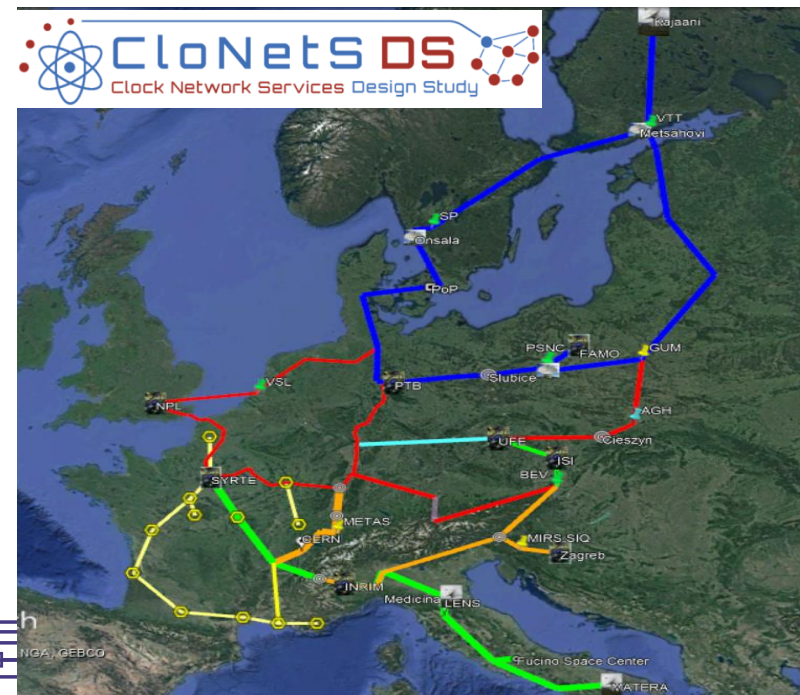 CloNetS DS
Clock Network Services Design Study
Kajaani
VTT
Metsahovi
SP
Onsala
PoP
PSNC
FAMO
GUM
Slubice
PTB
VSL
NPL
AGH
UFE
Cieszyn
ISI
BEV
SYRTE
METAS
CERN
MIRS SIQ
Zagreb
INRIM
Medicina
LENS
h
NGA, GEBCO
Fucino Space Center
MATERA